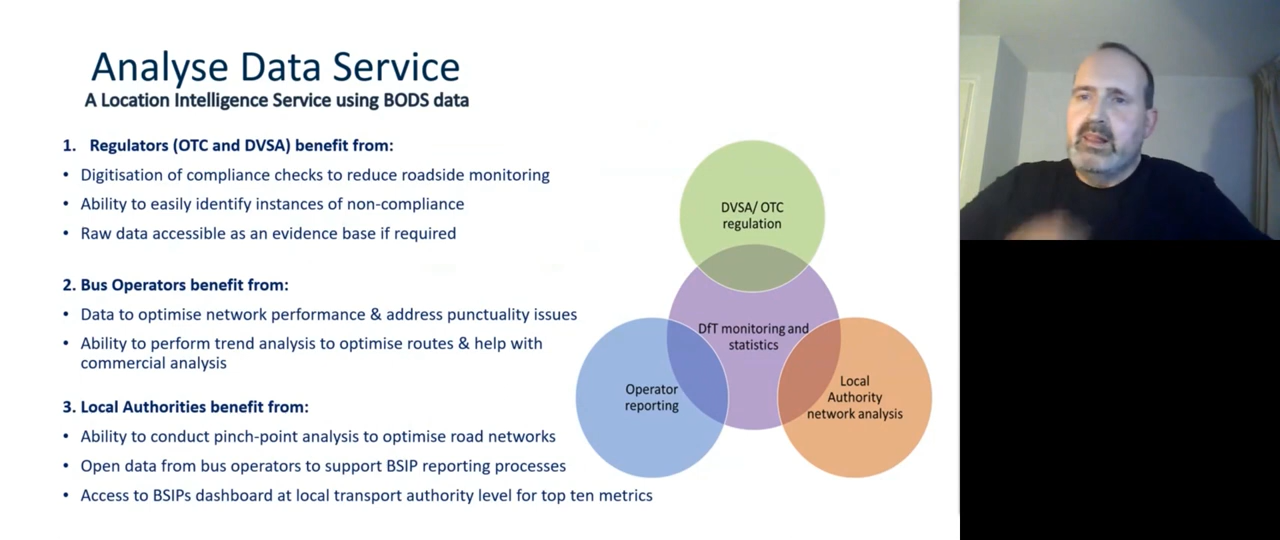 Analyse Data Service
A Location Intelligence Service using BODS data
1. Regulators (OTC and DVSA) benefit from:
• Digitisation of compliance checks to reduce roadside monitoring
• Ability to easily identify instances of non-compliance
• Raw data accessible as an evidence base if required
2. Bus Operators benefit from:
• Data to optimise network performance & address punctuality issues
• Ability to perform trend analysis to optimise routes & help with
commercial analysis
3. Local Authorities benefit from:
• Ability to conduct pinch-point analysis to optimise road networks
• Open data from bus operators to support BSIP reporting processes
• Access to BSIPs dashboard at local transport authority level for top ten metrics
DVSA/ OTC
regulation
DfT monitoring and
statistics
Operator
reporting
Local
Authority
network analysis